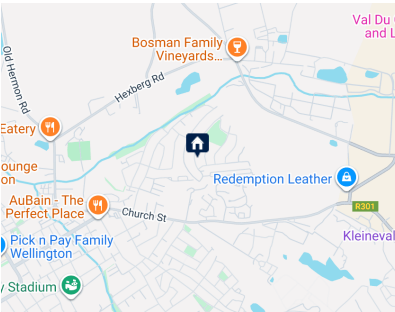 Val Du C
and L
Bosman Family
Vineyards...
Old Hermon Rd
Hexberg Rd
Eatery
ounge
on
Redemption Leather
AuBain - The
Perfect Place
R301
Church St
Kleineval
Pick n Pay Family
Wellington
y Stadium